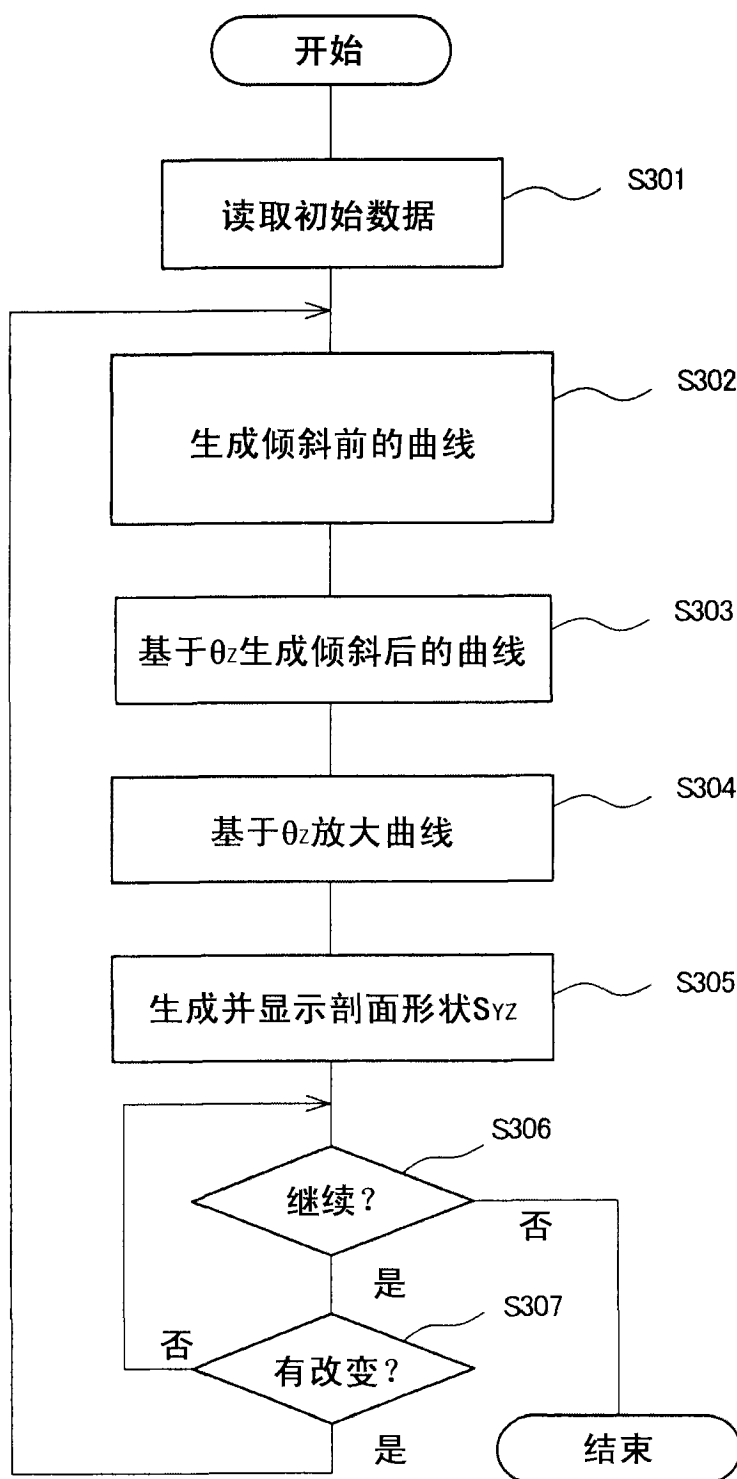 开始
S301
读取初始数据
S302
生成倾斜前的曲线
S303
基于θZ生成倾斜后的曲线
S304
基于θZ放大曲线
S305
生成并显示剖面形状SYZ
S306
继续？
否
是
S307
否
有改变？
是
结束